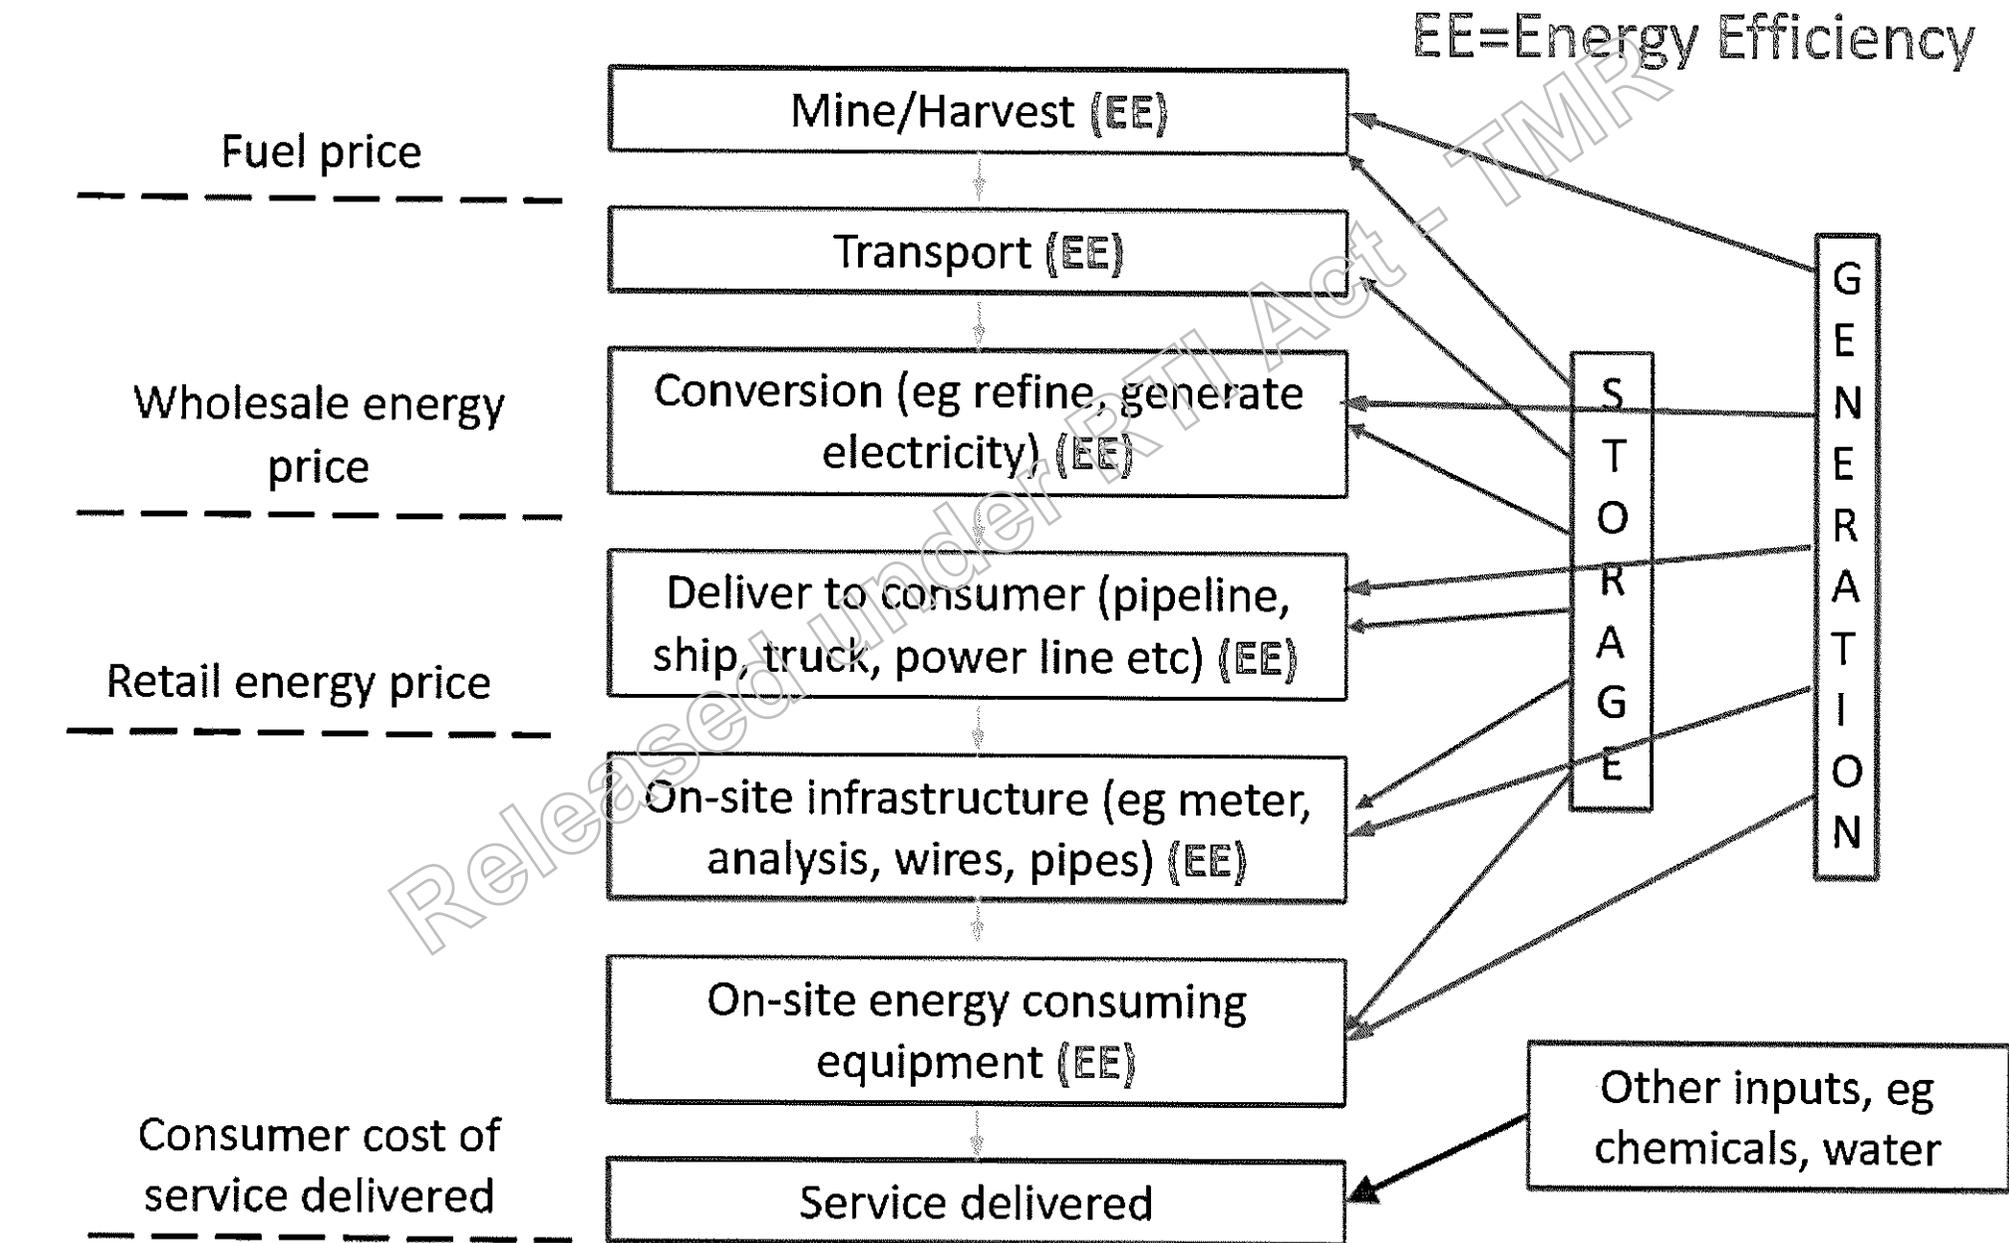 EE=Energy Efficiency
Mine/Harvest (EE)
Fuel price
Transport (EE)
Conversion (eg refine, generate
electricity) (EE)
Wholesale energy
price
Deliver to consumer (pipeline,
ship, truck, power line etc) (EE)
Retail energy price
On-site infrastructure (eg meter,
analysis, wires, pipes) (EE)
On-site energy consuming
equipment (EE)
Consumer cost of
service delivered
Service delivered
STORAGE
GENERATION
Other inputs, eg
chemicals, water
Released under RTI Act - TMR